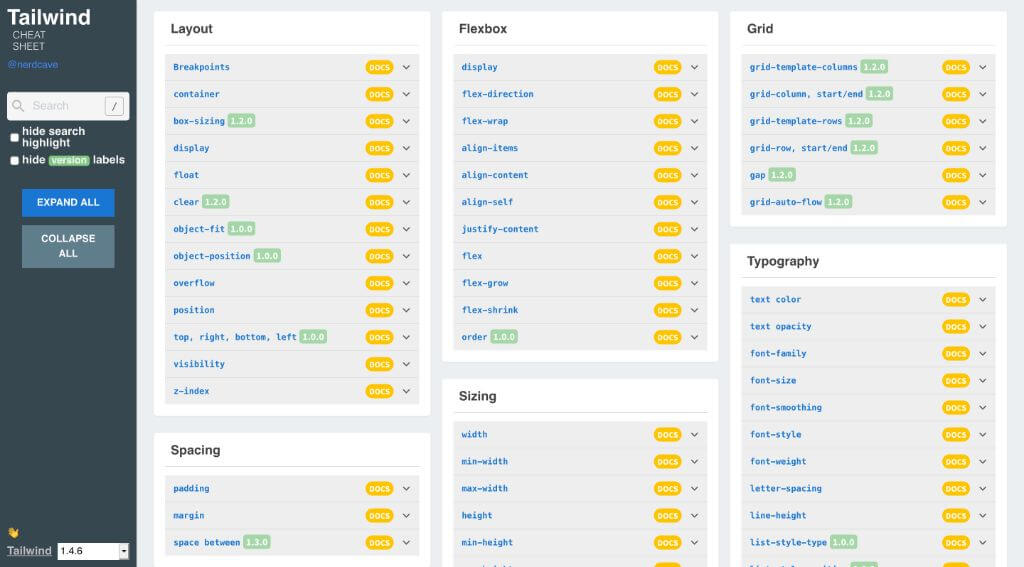 Tailwind
CHEAT
SHEET
@nerdcave
Search /
hide search
highlight
hide version labels
EXPAND ALL
COLLAPSE
ALL
👋
Tailwind 1.4.6
Layout
Breakpoints DOCS
container DOCS
box-sizing 1.2.0 DOCS
display DOCS
float DOCS
clear 1.2.0 DOCS
object-fit 1.0.0 DOCS
object-position 1.0.0 DOCS
overflow DOCS
position DOCS
top, right, bottom, left 1.0.0 DOCS
visibility DOCS
z-index DOCS
Spacing
padding DOCS
margin DOCS
space between 1.3.0 DOCS
Flexbox
display DOCS
flex-direction DOCS
flex-wrap DOCS
align-items DOCS
align-content DOCS
align-self DOCS
justify-content DOCS
flex DOCS
flex-grow DOCS
flex-shrink DOCS
order 1.0.0 DOCS
Sizing
width DOCS
min-width DOCS
max-width DOCS
height DOCS
min-height DOCS
Grid
grid-template-columns 1.2.0 DOCS
grid-column, start/end 1.2.0 DOCS
grid-template-rows 1.2.0 DOCS
grid-row, start/end 1.2.0 DOCS
gap 1.2.0 DOCS
grid-auto-flow 1.2.0 DOCS
Typography
text color DOCS
text opacity DOCS
font-family DOCS
font-size DOCS
font-smoothing DOCS
font-style DOCS
font-weight DOCS
letter-spacing DOCS
line-height DOCS
list-style-type 1.0.0 DOCS